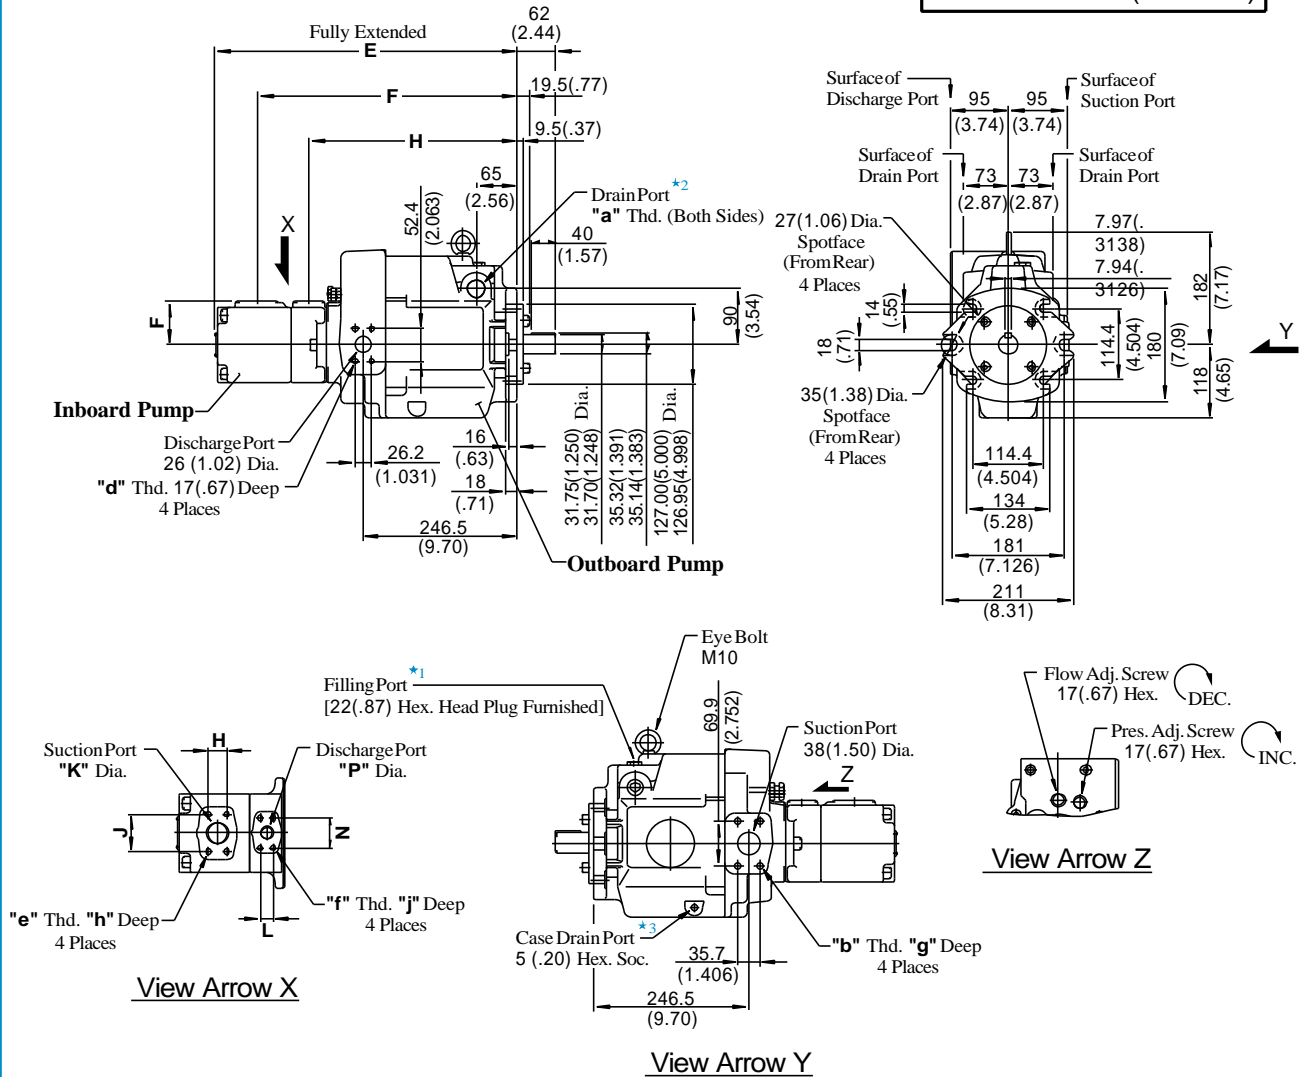 62
(2.44)
Fully Extended
E
19.5(.77)
F
9.5(.37)
H
65
(2.56)
Drain Port ★2
"a" Thd. (Both Sides)
52.4
(2.063)
40
(1.57)
X
F
90
(3.54)
Inboard Pump
Discharge Port
26 (1.02) Dia.
"d" Thd. 17(.67) Deep
4 Places
26.2
(1.031)
16
(.63)
18
(.71)
246.5
(9.70)
31.75(1.250)
31.70(1.248)
Dia.
35.32(1.391)
35.14(1.383)
127.00(5.000)
126.95(4.998)
Dia.
Outboard Pump
Surface of
Discharge Port
Surface of
Suction Port
95
(3.74)
95
(3.74)
Surface of
Drain Port
Surface of
Drain Port
73
(2.87)
73
(2.87)
27(1.06) Dia.
Spotface
(From Rear)
4 Places
7.97(.
3138)
7.94(.
3126)
14
(.55)
18
(.71)
182
(7.17)
114.4
(4.504)
180
(7.09)
118
(4.65)
Y
35(1.38) Dia.
Spotface
(From Rear)
4 Places
114.4
(4.504)
134
(5.28)
181
(7.126)
211
(8.31)
Eye Bolt
M10
Filling Port ★1
[22(.87) Hex. Head Plug Furnished]
69.9
(2.752)
Suction Port
38(1.50) Dia.
Z
Case Drain Port ★3
5 (.20) Hex. Soc.
35.7
(1.406)
"b" Thd. "g" Deep
4 Places
246.5
(9.70)
View Arrow Y
Suction Port
"K" Dia.
H
Discharge Port
"P" Dia.
J
N
"e" Thd. "h" Deep
4 Places
L
"f" Thd. "j" Deep
4 Places
View Arrow X
Flow Adj. Screw
17(.67) Hex.
DEC.
Pres. Adj. Screw
17(.67) Hex.
INC.
View Arrow Z